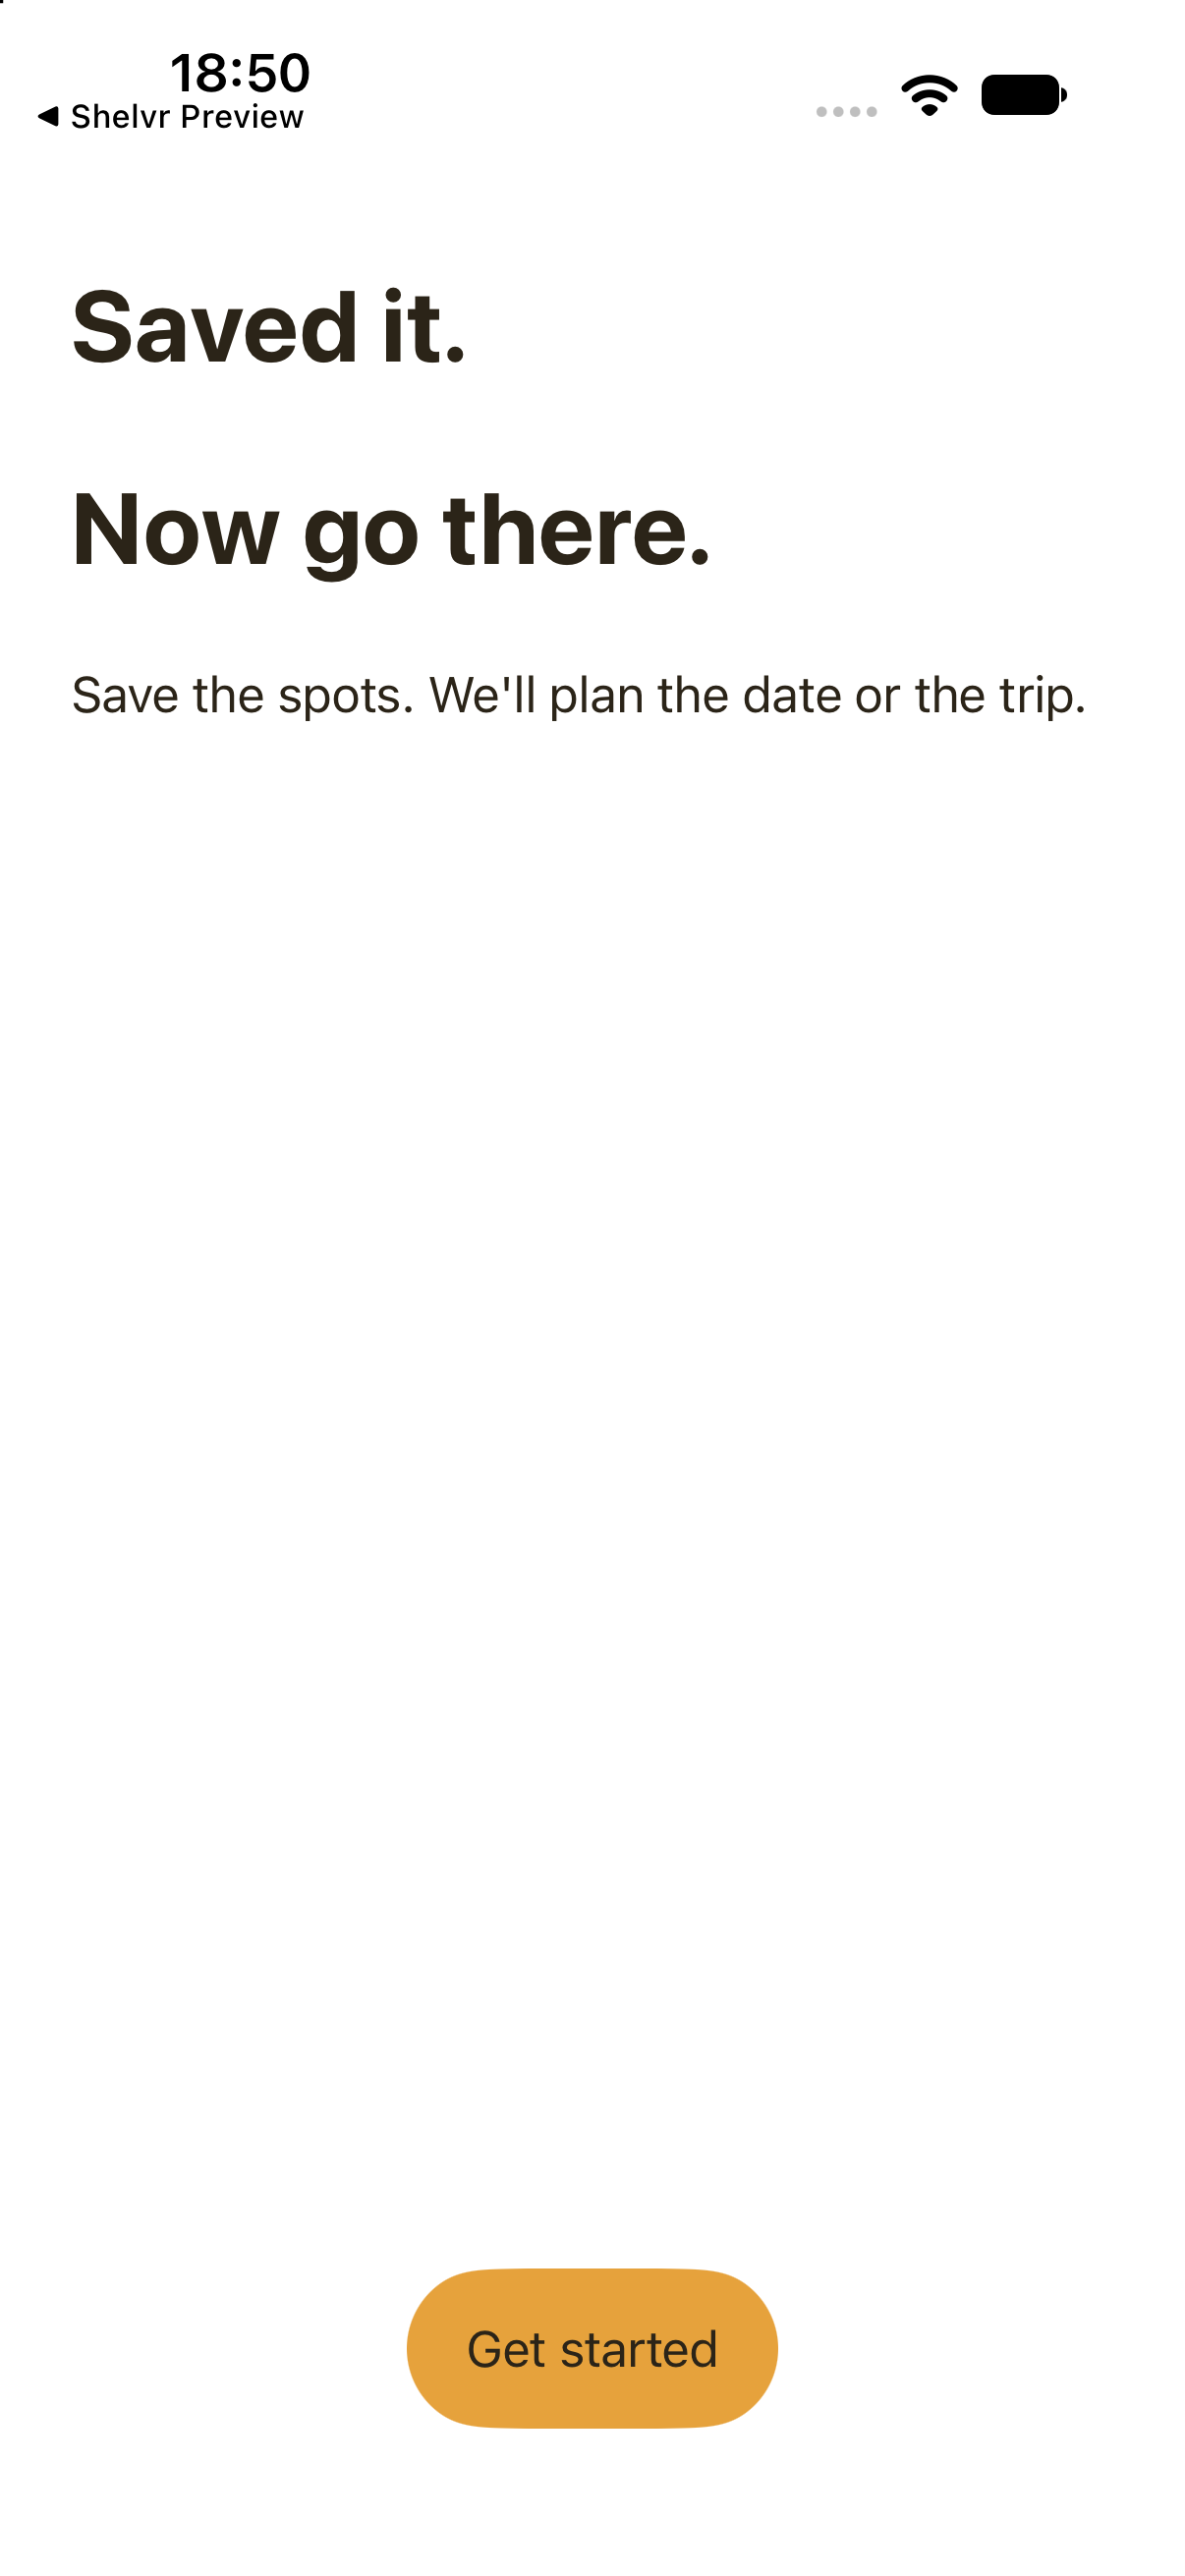 18:50
◀ Shelvr Preview
Saved it.
Now go there.
Save the spots. We'll plan the date or the trip.
Get started